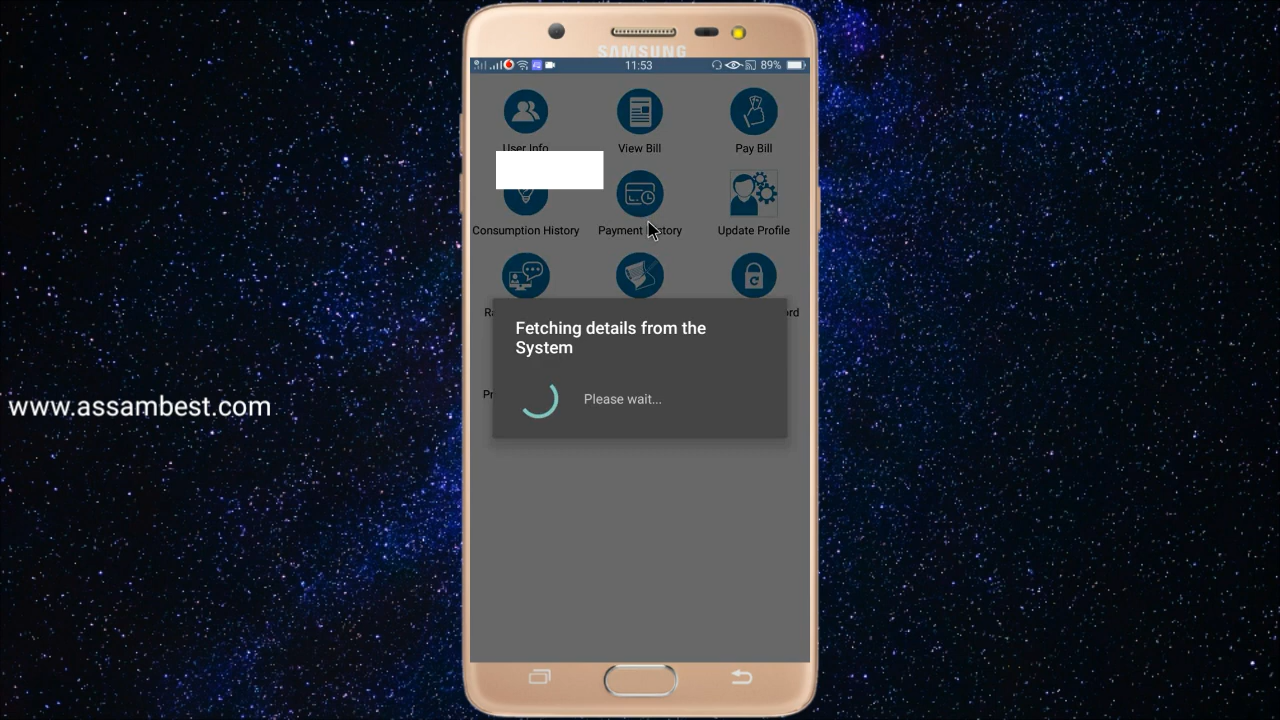 SAMSUNG
11:53
89%
User Info
View Bill
Pay Bill
Consumption History
Payment
Update Profile
Fetching details from the
System
Please wait...
www.assambest.com